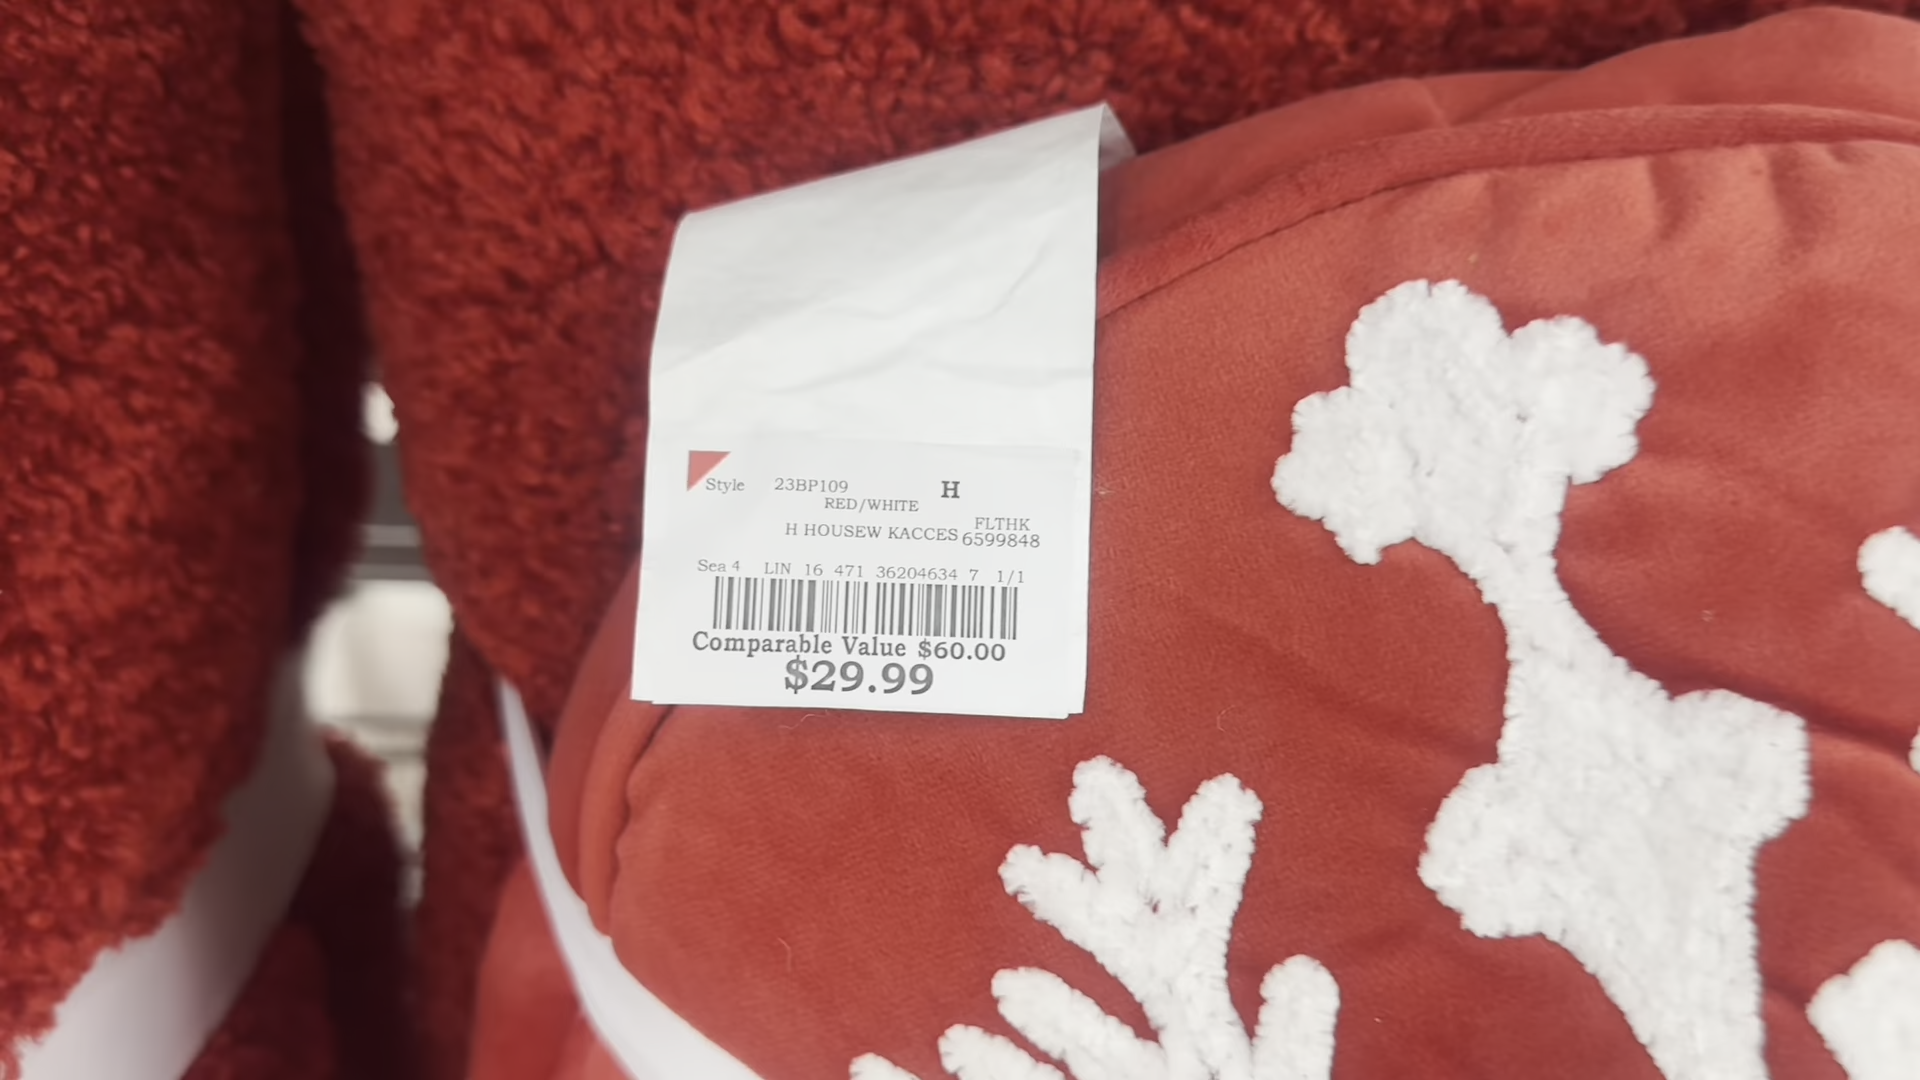 Style 23BP109 H
RED/WHITE
FLTHK
H HOUSEW KACCES 6599848
Sea 4 LIN 16 471 36204634 7 1/1
Comparable Value $60.00
$29.99